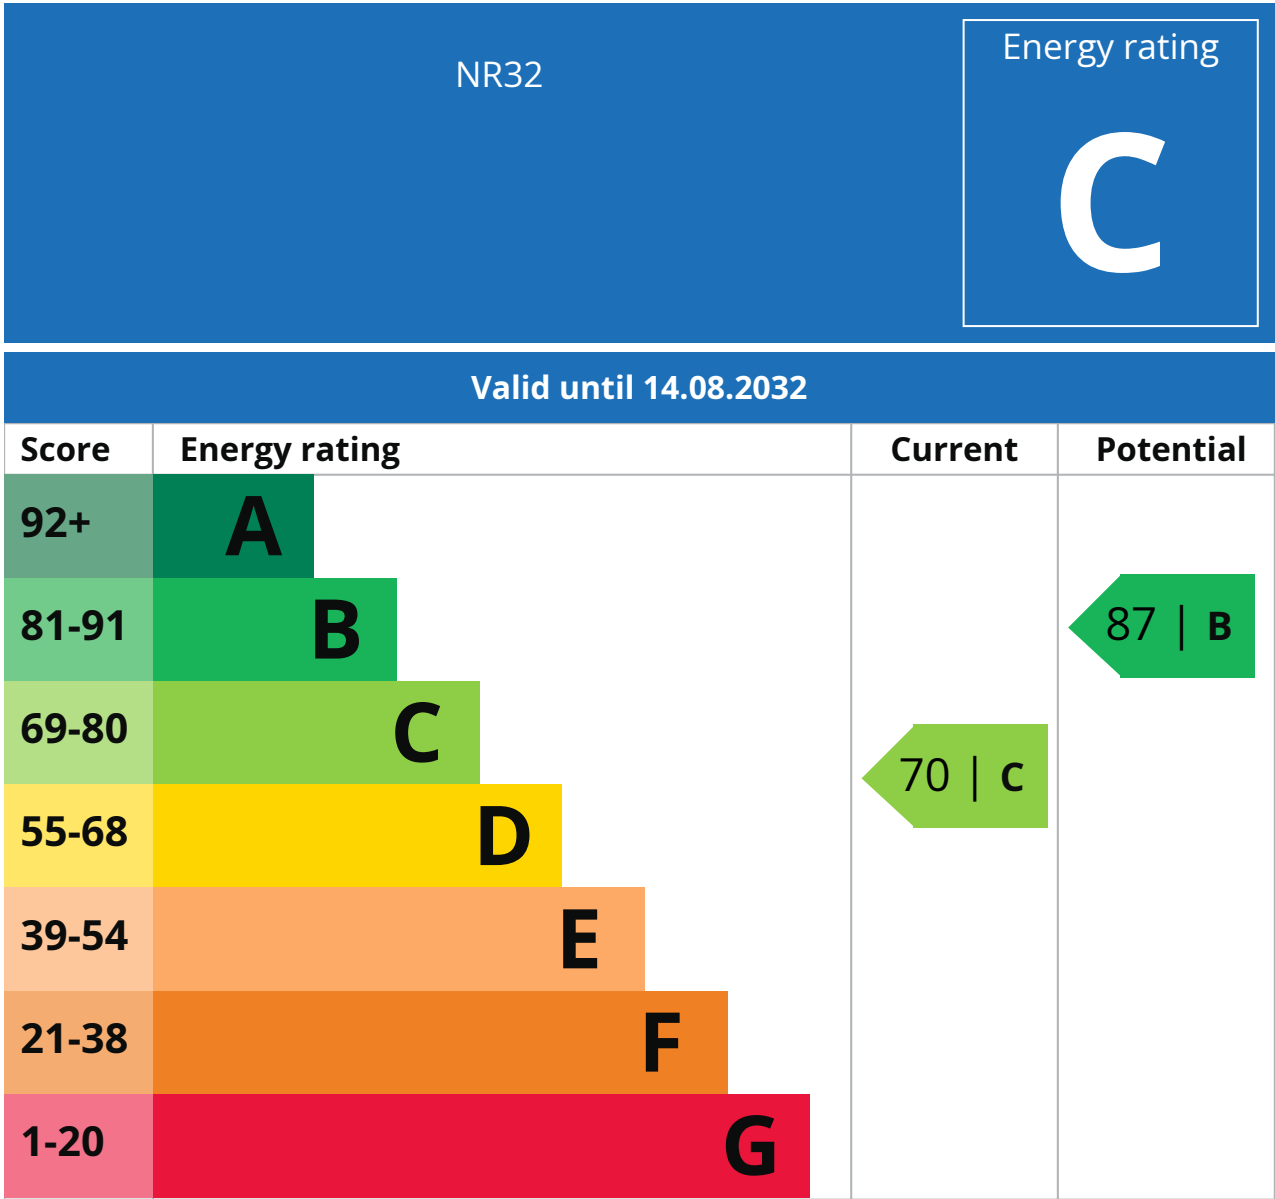 NR32
Energy rating
C
Valid until 14.08.2032
Score Energy rating Current Potential
92+ A
81-91 B 87 | B
69-80 C 70 | C
55-68 D
39-54 E
21-38 F
1-20 G